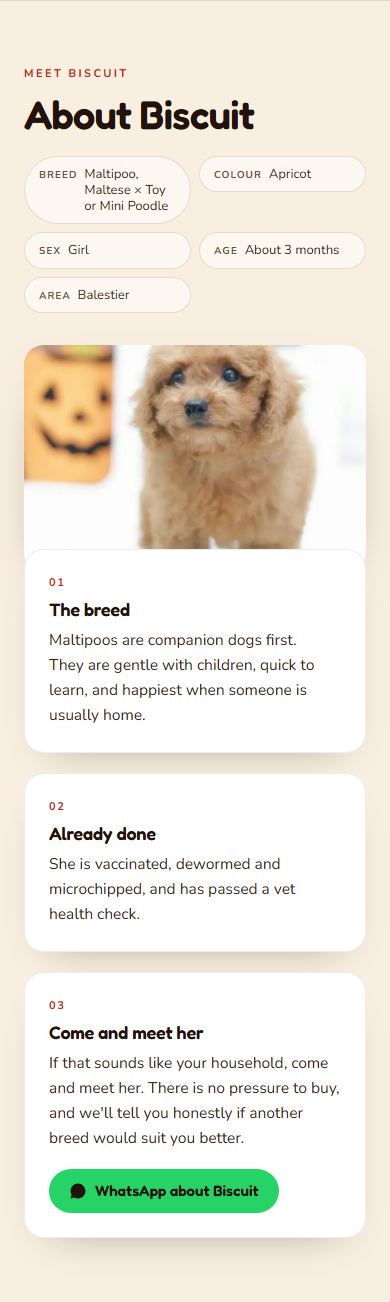 MEET BISCUIT
About Biscuit
BREED Maltipoo,
Maltese × Toy
or Mini Poodle
COLOUR Apricot
SEX Girl
AGE About 3 months
AREA Balestier
01
The breed
Maltipoos are companion dogs first.
They are gentle with children, quick to
learn, and happiest when someone is
usually home.
02
Already done
She is vaccinated, dewormed and
microchipped, and has passed a vet
health check.
03
Come and meet her
If that sounds like your household, come
and meet her. There is no pressure to buy,
and we'll tell you honestly if another
breed would suit you better.
WhatsApp about Biscuit